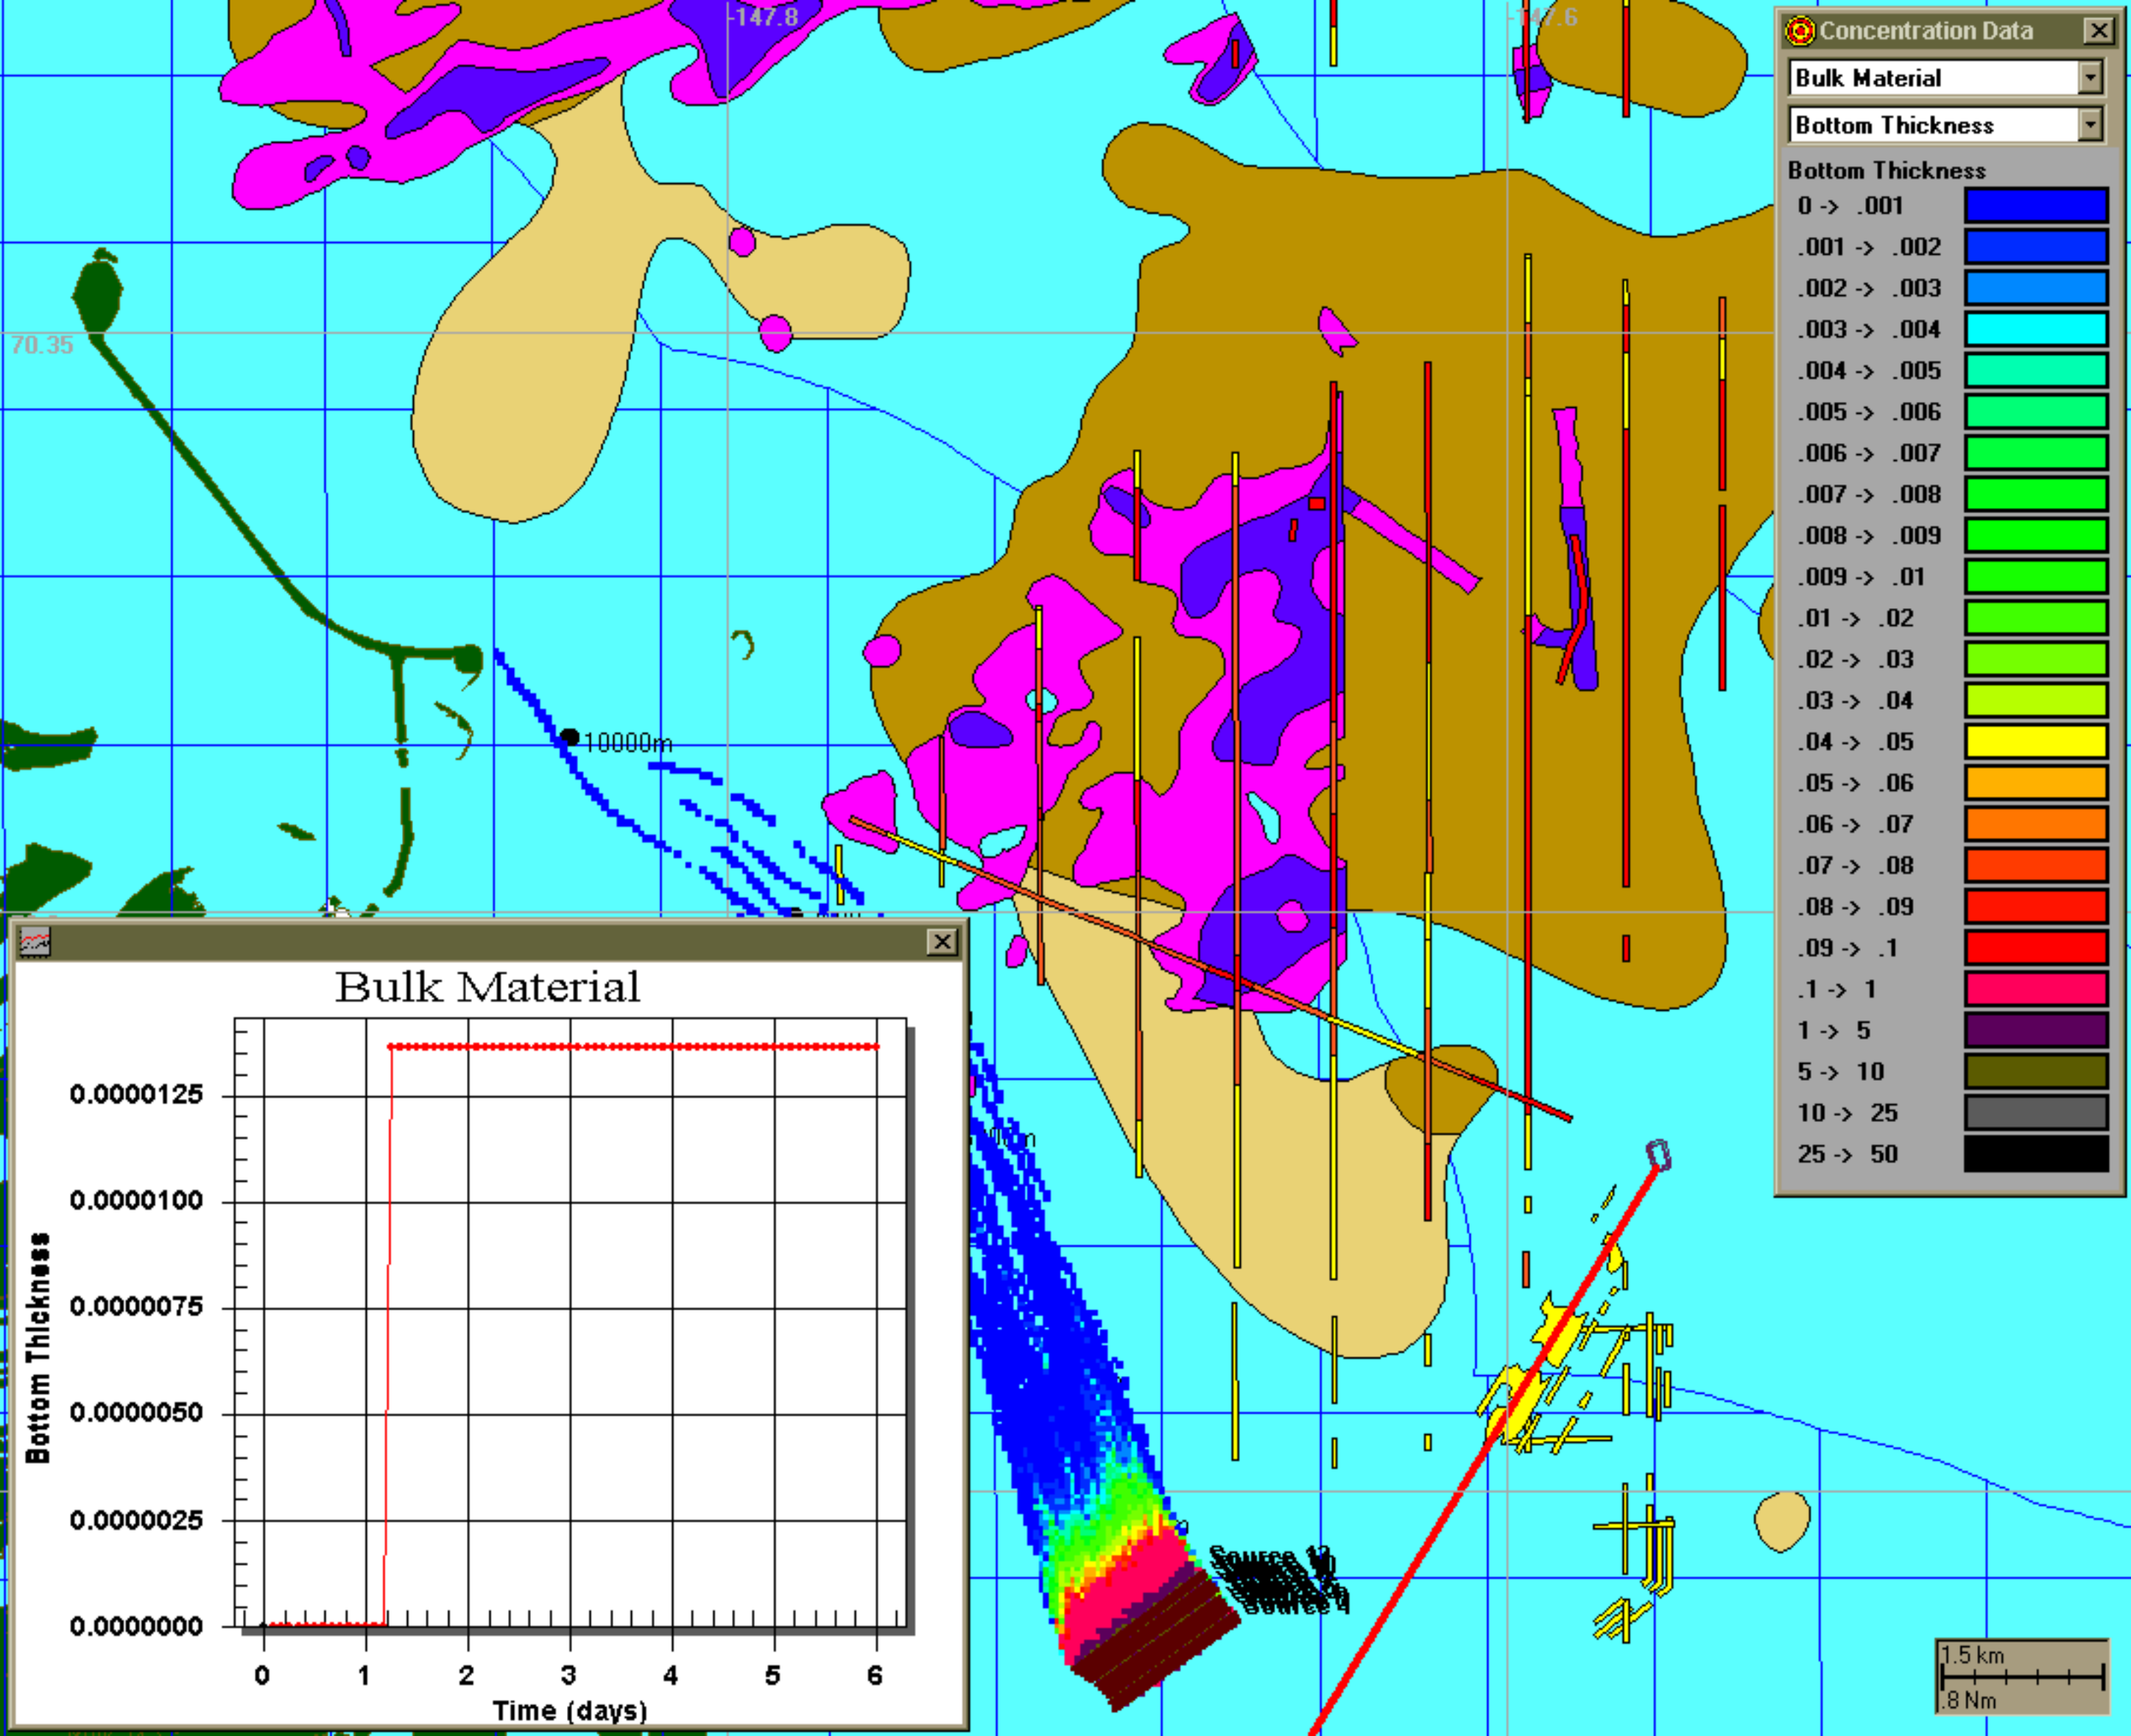 -147.8
-147.6
70.35
10000m
Concentration Data
Bulk Material
Bottom Thickness
Bottom Thickness
0 -> .001
.001 -> .002
.002 -> .003
.003 -> .004
.004 -> .005
.005 -> .006
.006 -> .007
.007 -> .008
.008 -> .009
.009 -> .01
.01 -> .02
.02 -> .03
.03 -> .04
.04 -> .05
.05 -> .06
.06 -> .07
.07 -> .08
.08 -> .09
.09 -> .1
.1 -> 1
1 -> 5
5 -> 10
10 -> 25
25 -> 50
Bulk Material
Bottom Thickness
0.0000125
0.0000100
0.0000075
0.0000050
0.0000025
0.0000000
0 1 2 3 4 5 6
Time (days)
Source 12
Source 4
1.5 km
.8 Nm